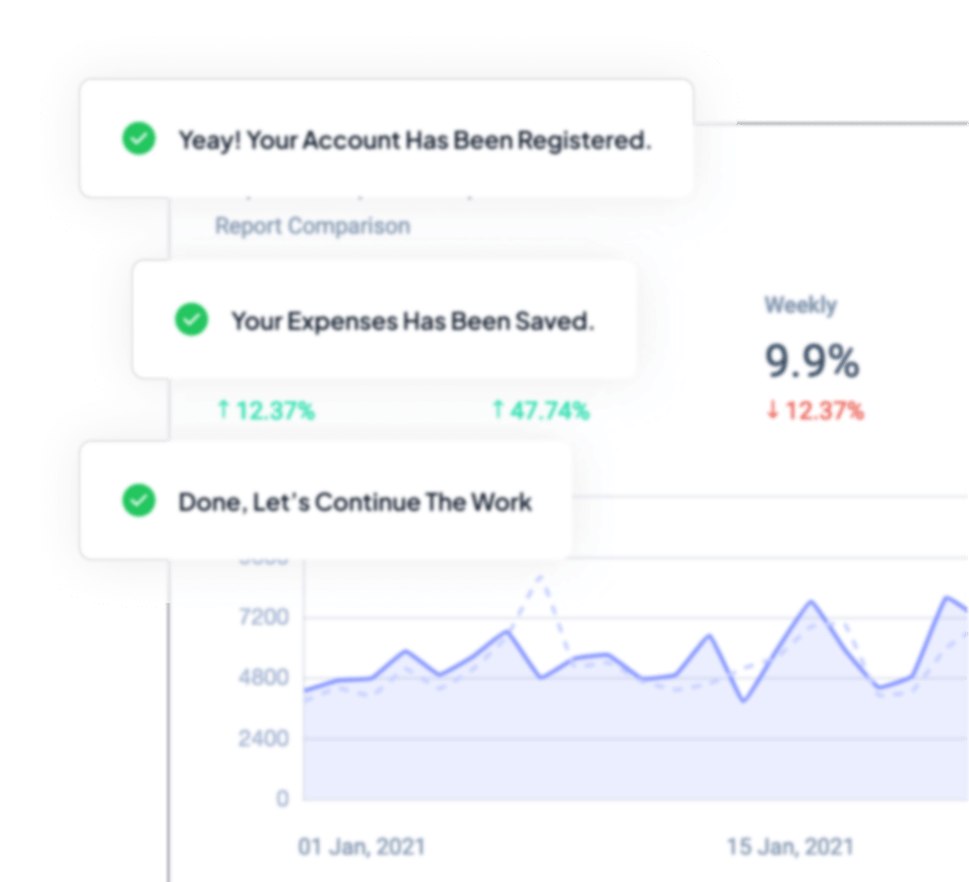 Yeay! Your Account Has Been Registered.
Report Comparison
Your Expenses Has Been Saved.
Weekly
9.9%
↑ 12.37%
↑ 47.74%
↓ 12.37%
Done, Let's Continue The Work
7200
4800
2400
0
01 Jan, 2021
15 Jan, 2021